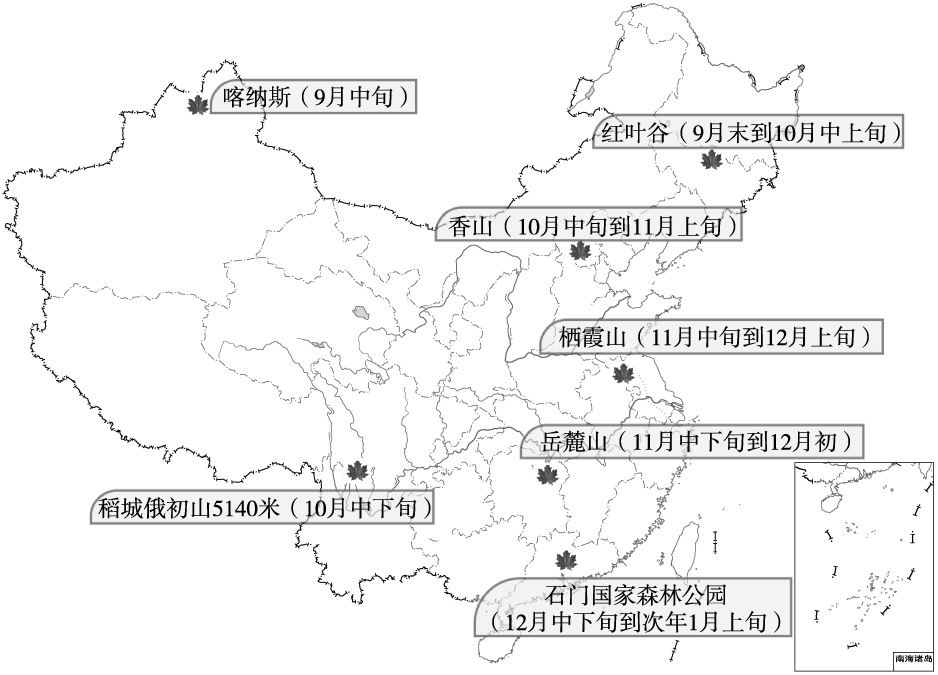 喀纳斯（9月中旬）
红叶谷（9月末到10月中上旬）
香山（10月中旬到11月上旬）
栖霞山（11月中旬到12月上旬）
岳麓山（11月中下旬到12月初）
稻城俄初山5140米（10月中下旬）
石门国家森林公园
（12月中下旬到次年1月上旬）
南海诸岛